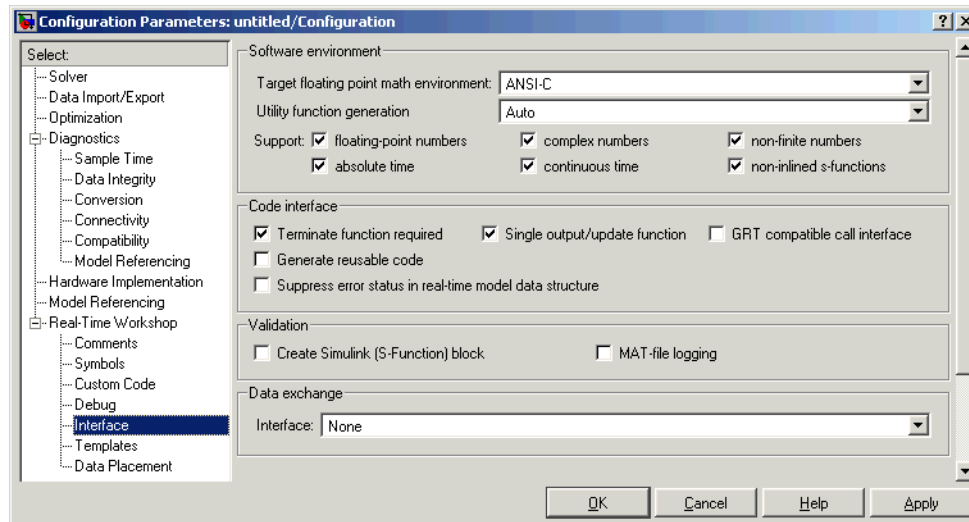 Configuration Parameters: untitled/Configuration
Select:
Solver
Data Import/Export
Optimization
Diagnostics
Sample Time
Data Integrity
Conversion
Connectivity
Compatibility
Model Referencing
Hardware Implementation
Model Referencing
Real-Time Workshop
Comments
Symbols
Custom Code
Debug
Interface
Templates
Data Placement
Software environment
Target floating point math environment: ANSI-C
Utility function generation Auto
Support: floating-point numbers complex numbers non-finite numbers
absolute time continuous time non-inlined s-functions
Code interface
Terminate function required Single output/update function GRT compatible call interface
Generate reusable code
Suppress error status in real-time model data structure
Validation
Create Simulink (S-Function) block MAT-file logging
Data exchange
Interface: None
OK Cancel Help Apply